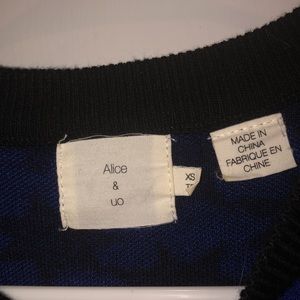 Alice
&
uo
XS
MADE IN
CHINA
FABRIQUE EN
CHINE